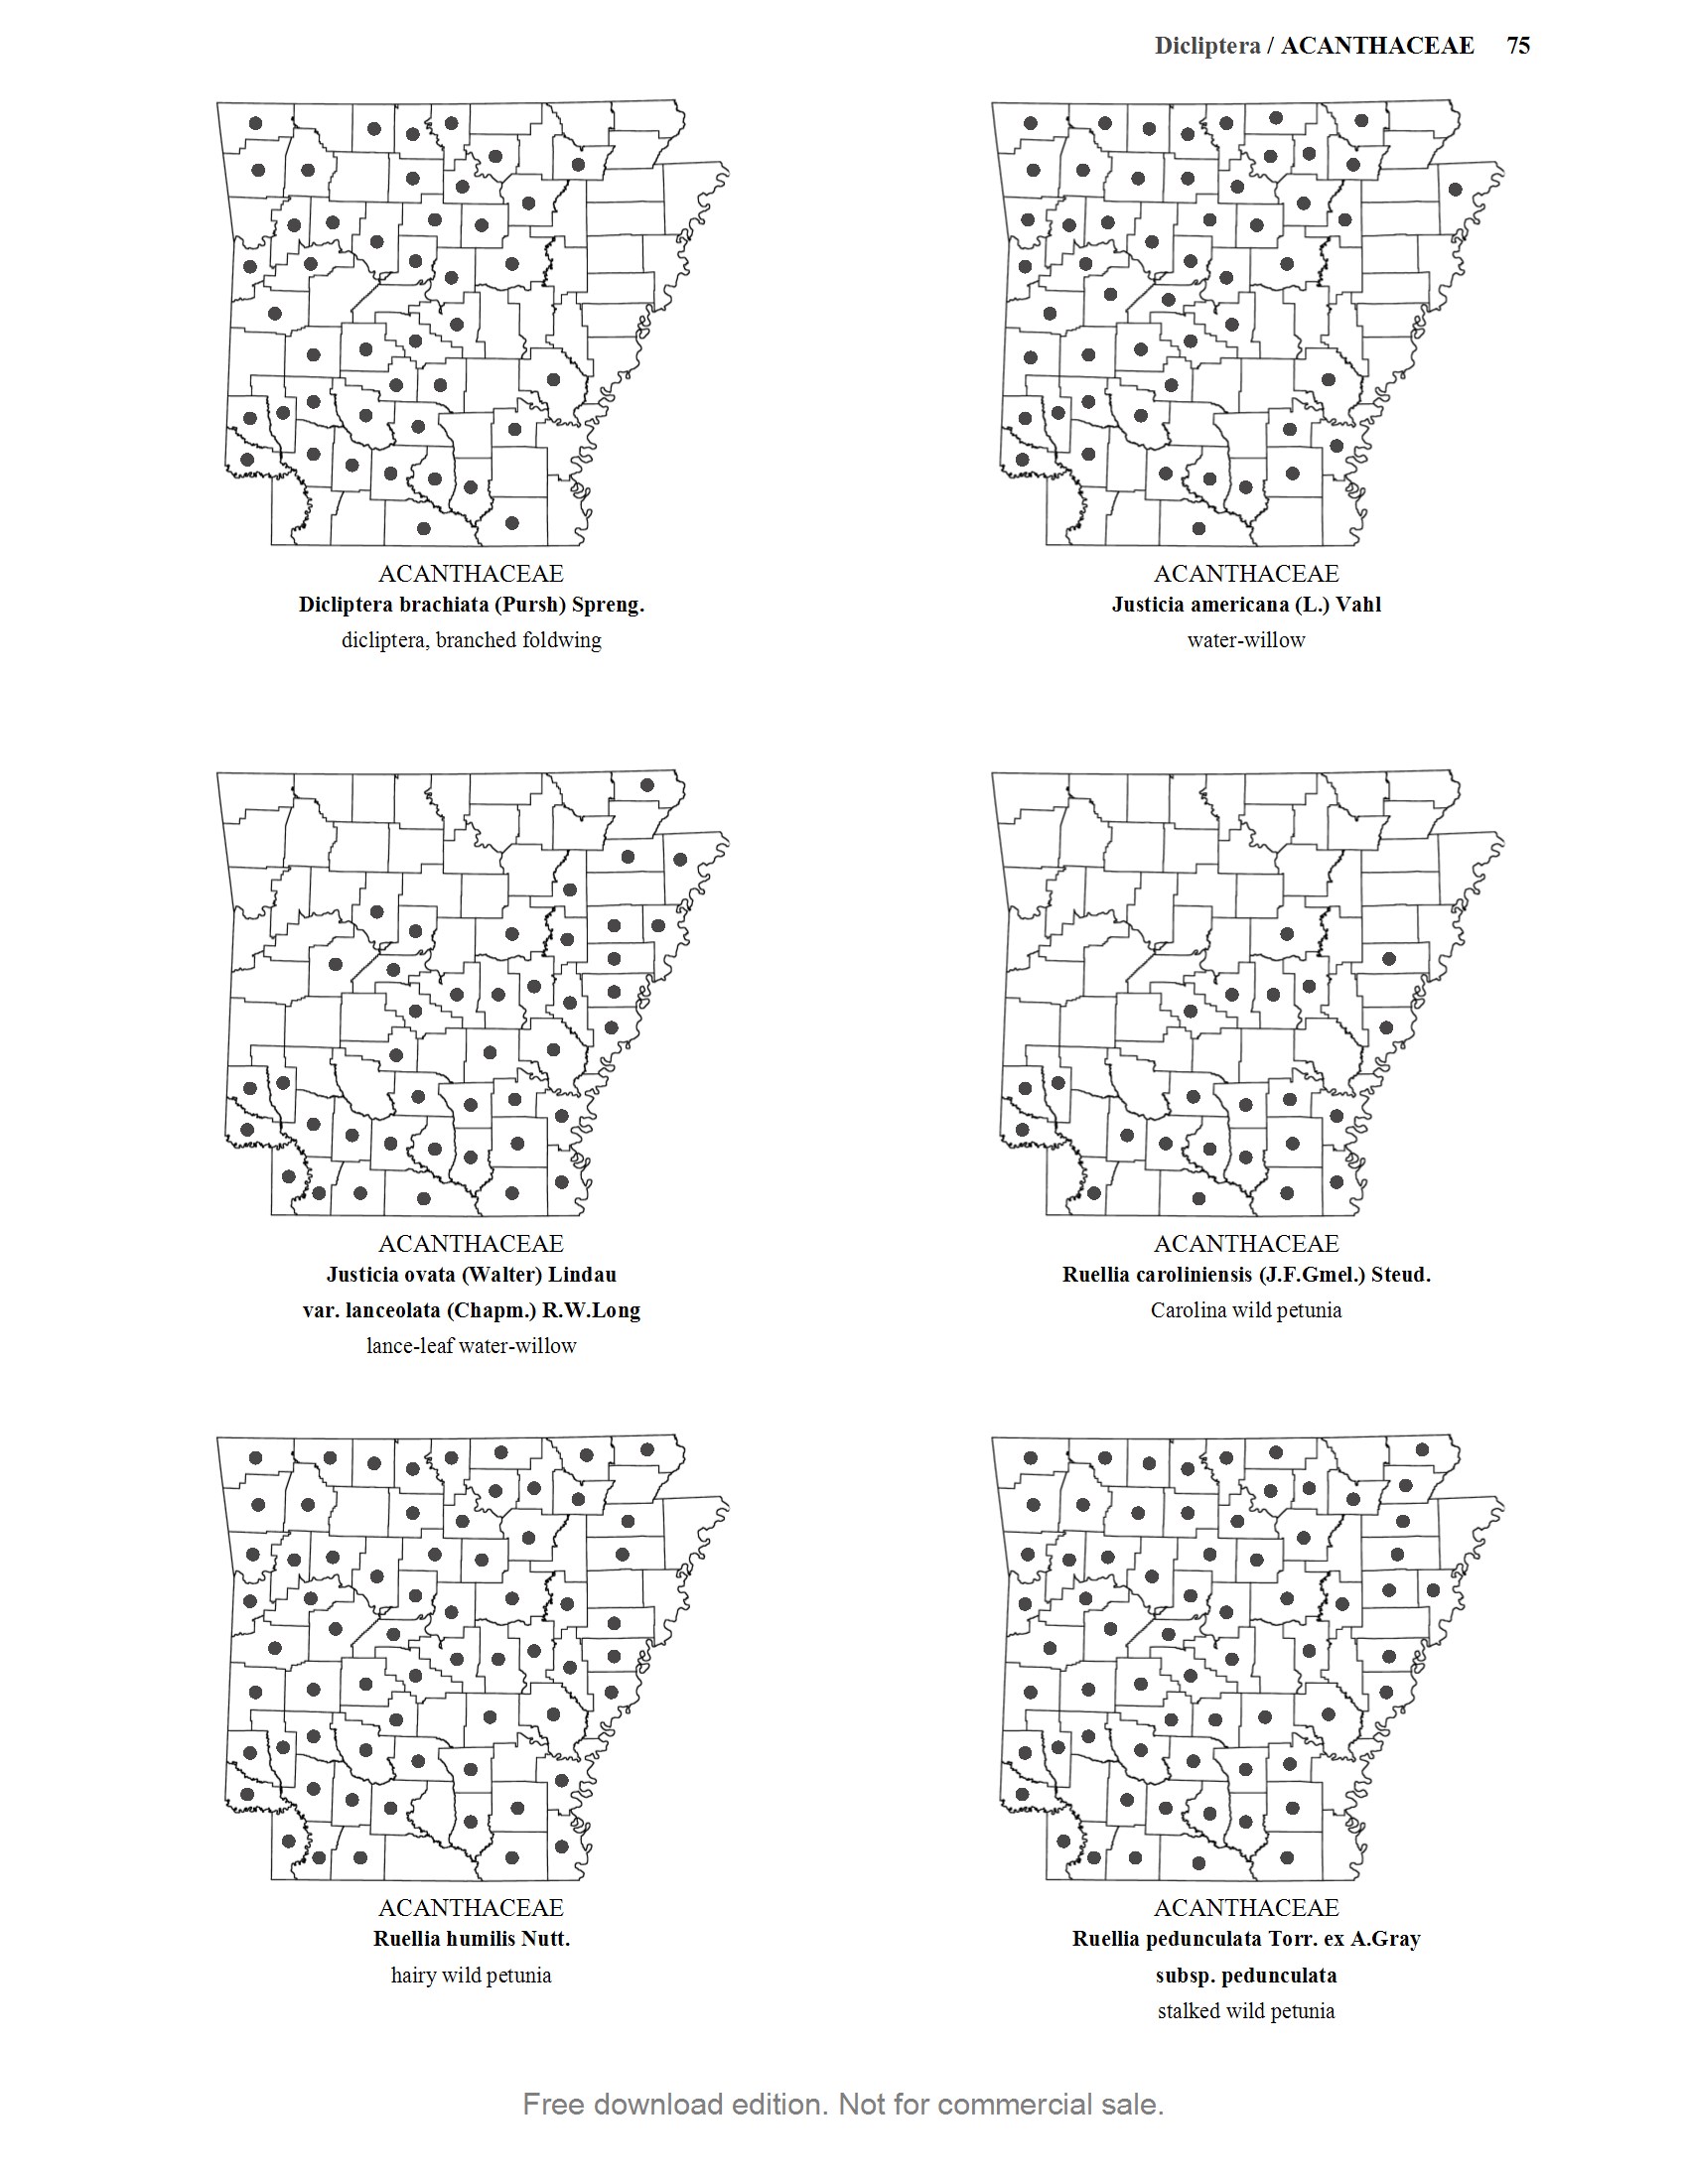 Dicliptera / ACANTHACEAE 75
ACANTHACEAE
Dicliptera brachiata (Pursh) Spreng.
dicliptera, branched foldwing
ACANTHACEAE
Justicia americana (L.) Vahl
water-willow
ACANTHACEAE
Justicia ovata (Walter) Lindau
var. lanceolata (Chapm.) R.W.Long
lance-leaf water-willow
ACANTHACEAE
Ruellia caroliniensis (J.F.Gmel.) Steud.
Carolina wild petunia
ACANTHACEAE
Ruellia humilis Nutt.
hairy wild petunia
ACANTHACEAE
Ruellia pedunculata Torr. ex A.Gray
subsp. pedunculata
stalked wild petunia
Free download edition. Not for commercial sale.